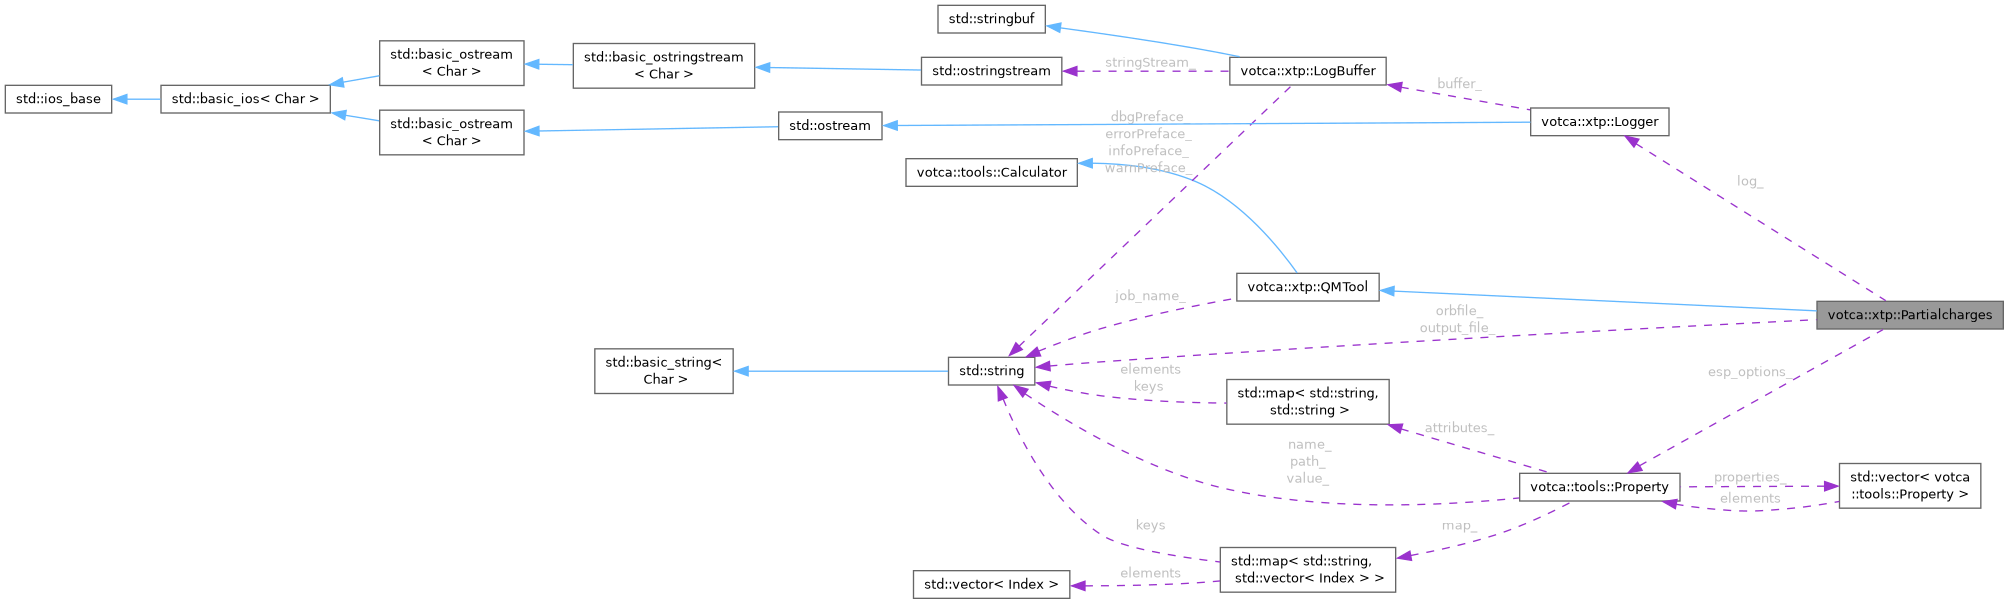 std::stringbuf
std::basic_ostream
< Char >
std::basic_ostringstream
< Char >
std::ostringstream
stringStream_
votca::xtp::LogBuffer
buffer_
std::ios_base
std::basic_ios< Char >
std::basic_ostream
< Char >
std::ostream
dbgPreface_
errorPreface_
infoPreface_
warnPreface_
votca::xtp::Logger
votca::tools::Calculator
log_
votca::xtp::QMTool
job_name_
orbfile_
output_file_
votca::xtp::Partialcharges
std::basic_string<
Char >
std::string
elements
keys
std::map< std::string,
std::string >
esp_options_
attributes_
name_
path_
value_
votca::tools::Property
properties_
elements
std::vector< votca
::tools::Property >
keys
map_
std::vector< Index >
elements
std::map< std::string,
std::vector< Index > >